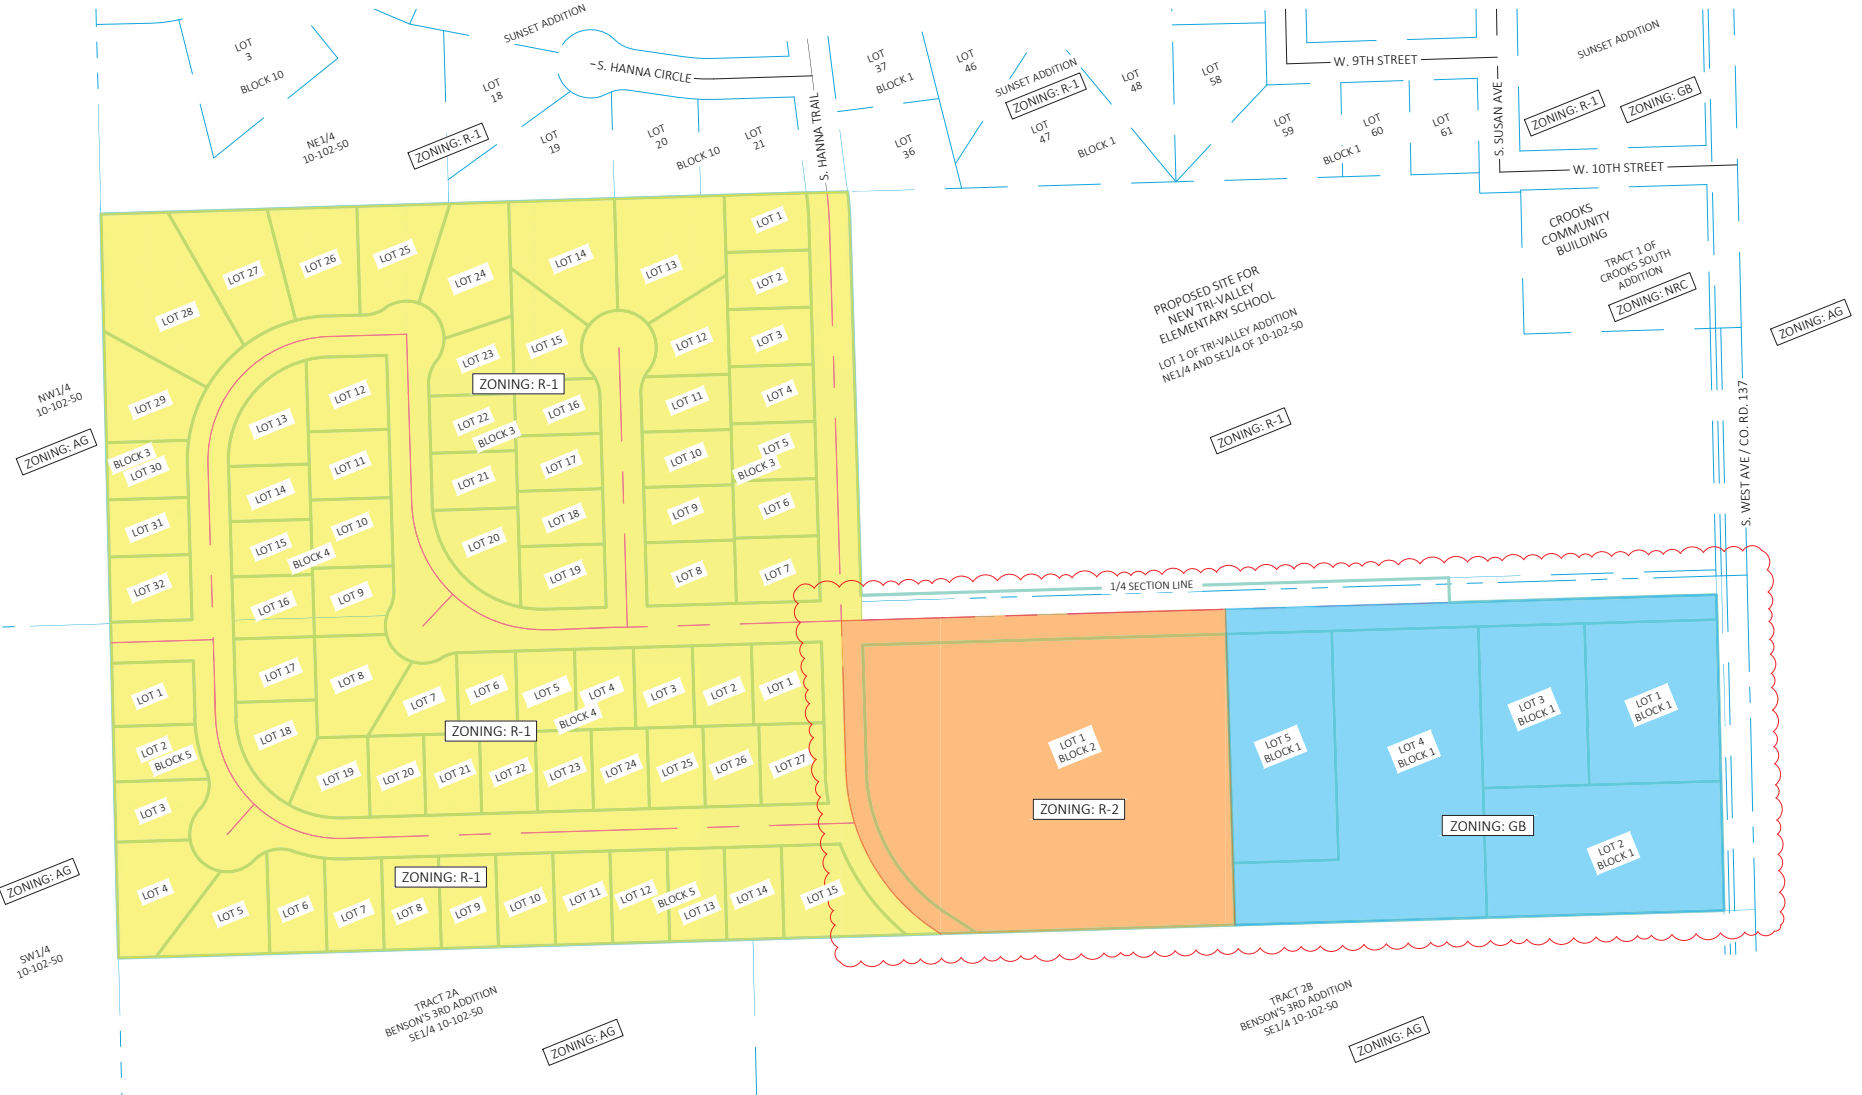 SUNSET ADDITION
LOT
3
BLOCK 10
NE1/4
10-102-50
ZONING: R-1
LOT
18
S. HANNA CIRCLE
LOT
19
LOT
20
BLOCK 10
LOT
21
S. HANNA TRAIL
LOT
37
BLOCK 1
LOT
36
LOT
46
SUNSET ADDITION
ZONING: R-1
LOT
47
BLOCK 1
LOT
48
LOT
58
LOT
59
BLOCK 1
LOT
60
LOT
61
W. 9TH STREET
S. SUSAN AVE
W. 10TH STREET
SUNSET ADDITION
ZONING: R-1
ZONING: GB
CROOKS
COMMUNITY
BUILDING
TRACT 1 OF
CROOKS SOUTH
ADDITION
ZONING: NRC
ZONING: AG
S. WEST AVE / CO.RD. 137
PROPOSED SITE FOR
NEW TRI-VALLEY
ELEMENTARY SCHOOL
LOT 1 OF TRI-VALLEY ADDITION
NE1/4 AND SE1/4 OF 10-102-50
ZONING: R-1
1/4 SECTION LINE
NW1/4
10-102-50
ZONING: AG
LOT 28
LOT 27
LOT 26
LOT 25
LOT 24
LOT 14
LOT 13
LOT 1
LOT 2
LOT 3
LOT 4
LOT 5
BLOCK 3
LOT 6
LOT 7
LOT 12
LOT 11
LOT 10
LOT 9
LOT 8
LOT 15
LOT 23
ZONING: R-1
LOT 16
LOT 22
BLOCK 3
LOT 17
LOT 21
LOT 18
LOT 20
LOT 19
LOT 29
BLOCK 3
LOT 30
LOT 31
LOT 32
LOT 12
LOT 13
LOT 11
LOT 14
LOT 10
LOT 15
BLOCK 4
LOT 9
LOT 16
LOT 17
LOT 8
LOT 18
LOT 7
LOT 6
LOT 5
LOT 4
BLOCK 4
LOT 3
LOT 2
LOT 1
ZONING: R-1
LOT 19
LOT 20
LOT 21
LOT 22
LOT 23
LOT 24
LOT 25
LOT 26
LOT 27
LOT 1
LOT 2
BLOCK 5
LOT 3
LOT 4
LOT 5
LOT 6
LOT 7
LOT 8
LOT 9
LOT 10
LOT 11
LOT 12
BLOCK 5
LOT 13
LOT 14
LOT 15
ZONING: R-1
LOT 1
BLOCK 2
ZONING: R-2
LOT 5
BLOCK 1
LOT 4
BLOCK 1
LOT 3
BLOCK 1
LOT 1
BLOCK 1
ZONING: GB
LOT 2
BLOCK 1
ZONING: AG
SW1/4
10-102-50
TRACT 2A
BENSON'S 3RD ADDITION
SE1/4 10-102-50
ZONING: AG
TRACT 2B
BENSON'S 3RD ADDITION
SE1/4 10-102-50
ZONING: AG